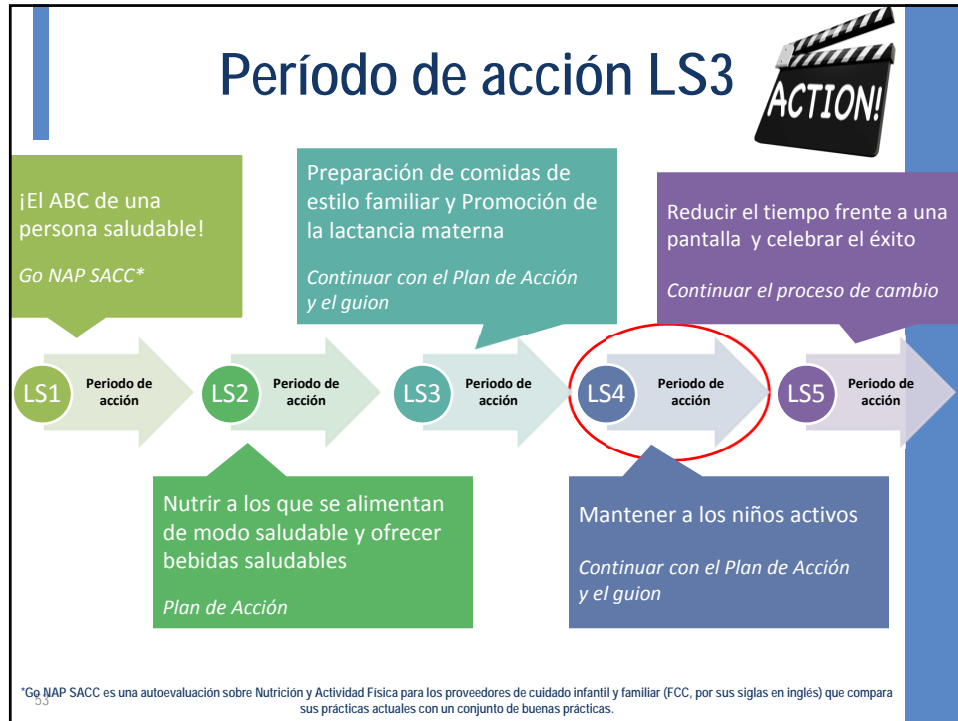 Período de acción LS3
ACTION!
¡El ABC de una
persona saludable!
Go NAP SACC*
Preparación de comidas de
estilo familiar y Promoción de
la lactancia materna
Continuar con el Plan de Acción
y el guion
Reducir el tiempo frente a una
pantalla y celebrar el éxito
Continuar el proceso de cambio
LS1
Periodo de
acción
LS2
Periodo de
acción
LS3
Periodo de
acción
LS4
Periodo de
acción
LS5
Periodo de
acción
Nutrir a los que se alimentan
de modo saludable y ofrecer
bebidas saludables
Plan de Acción
Mantener a los niños activos
Continuar con el Plan de Acción
y el guion
*Go NAP SACC es una autoevaluación sobre Nutrición y Actividad Física para los proveedores de cuidado infantil y familiar (FCC, por sus siglas en inglés) que compara
sus prácticas actuales con un conjunto de buenas prácticas.
53